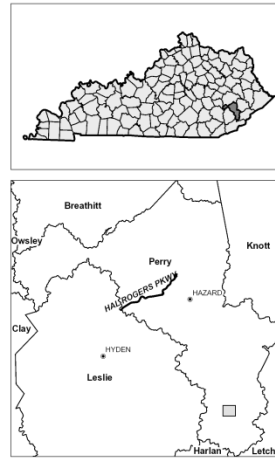 Breathitt
Owsley
Perry
Knott
HAL ROGERS PKWY
HAZARD
Clay
HYDEN
Leslie
Harlan
Letch